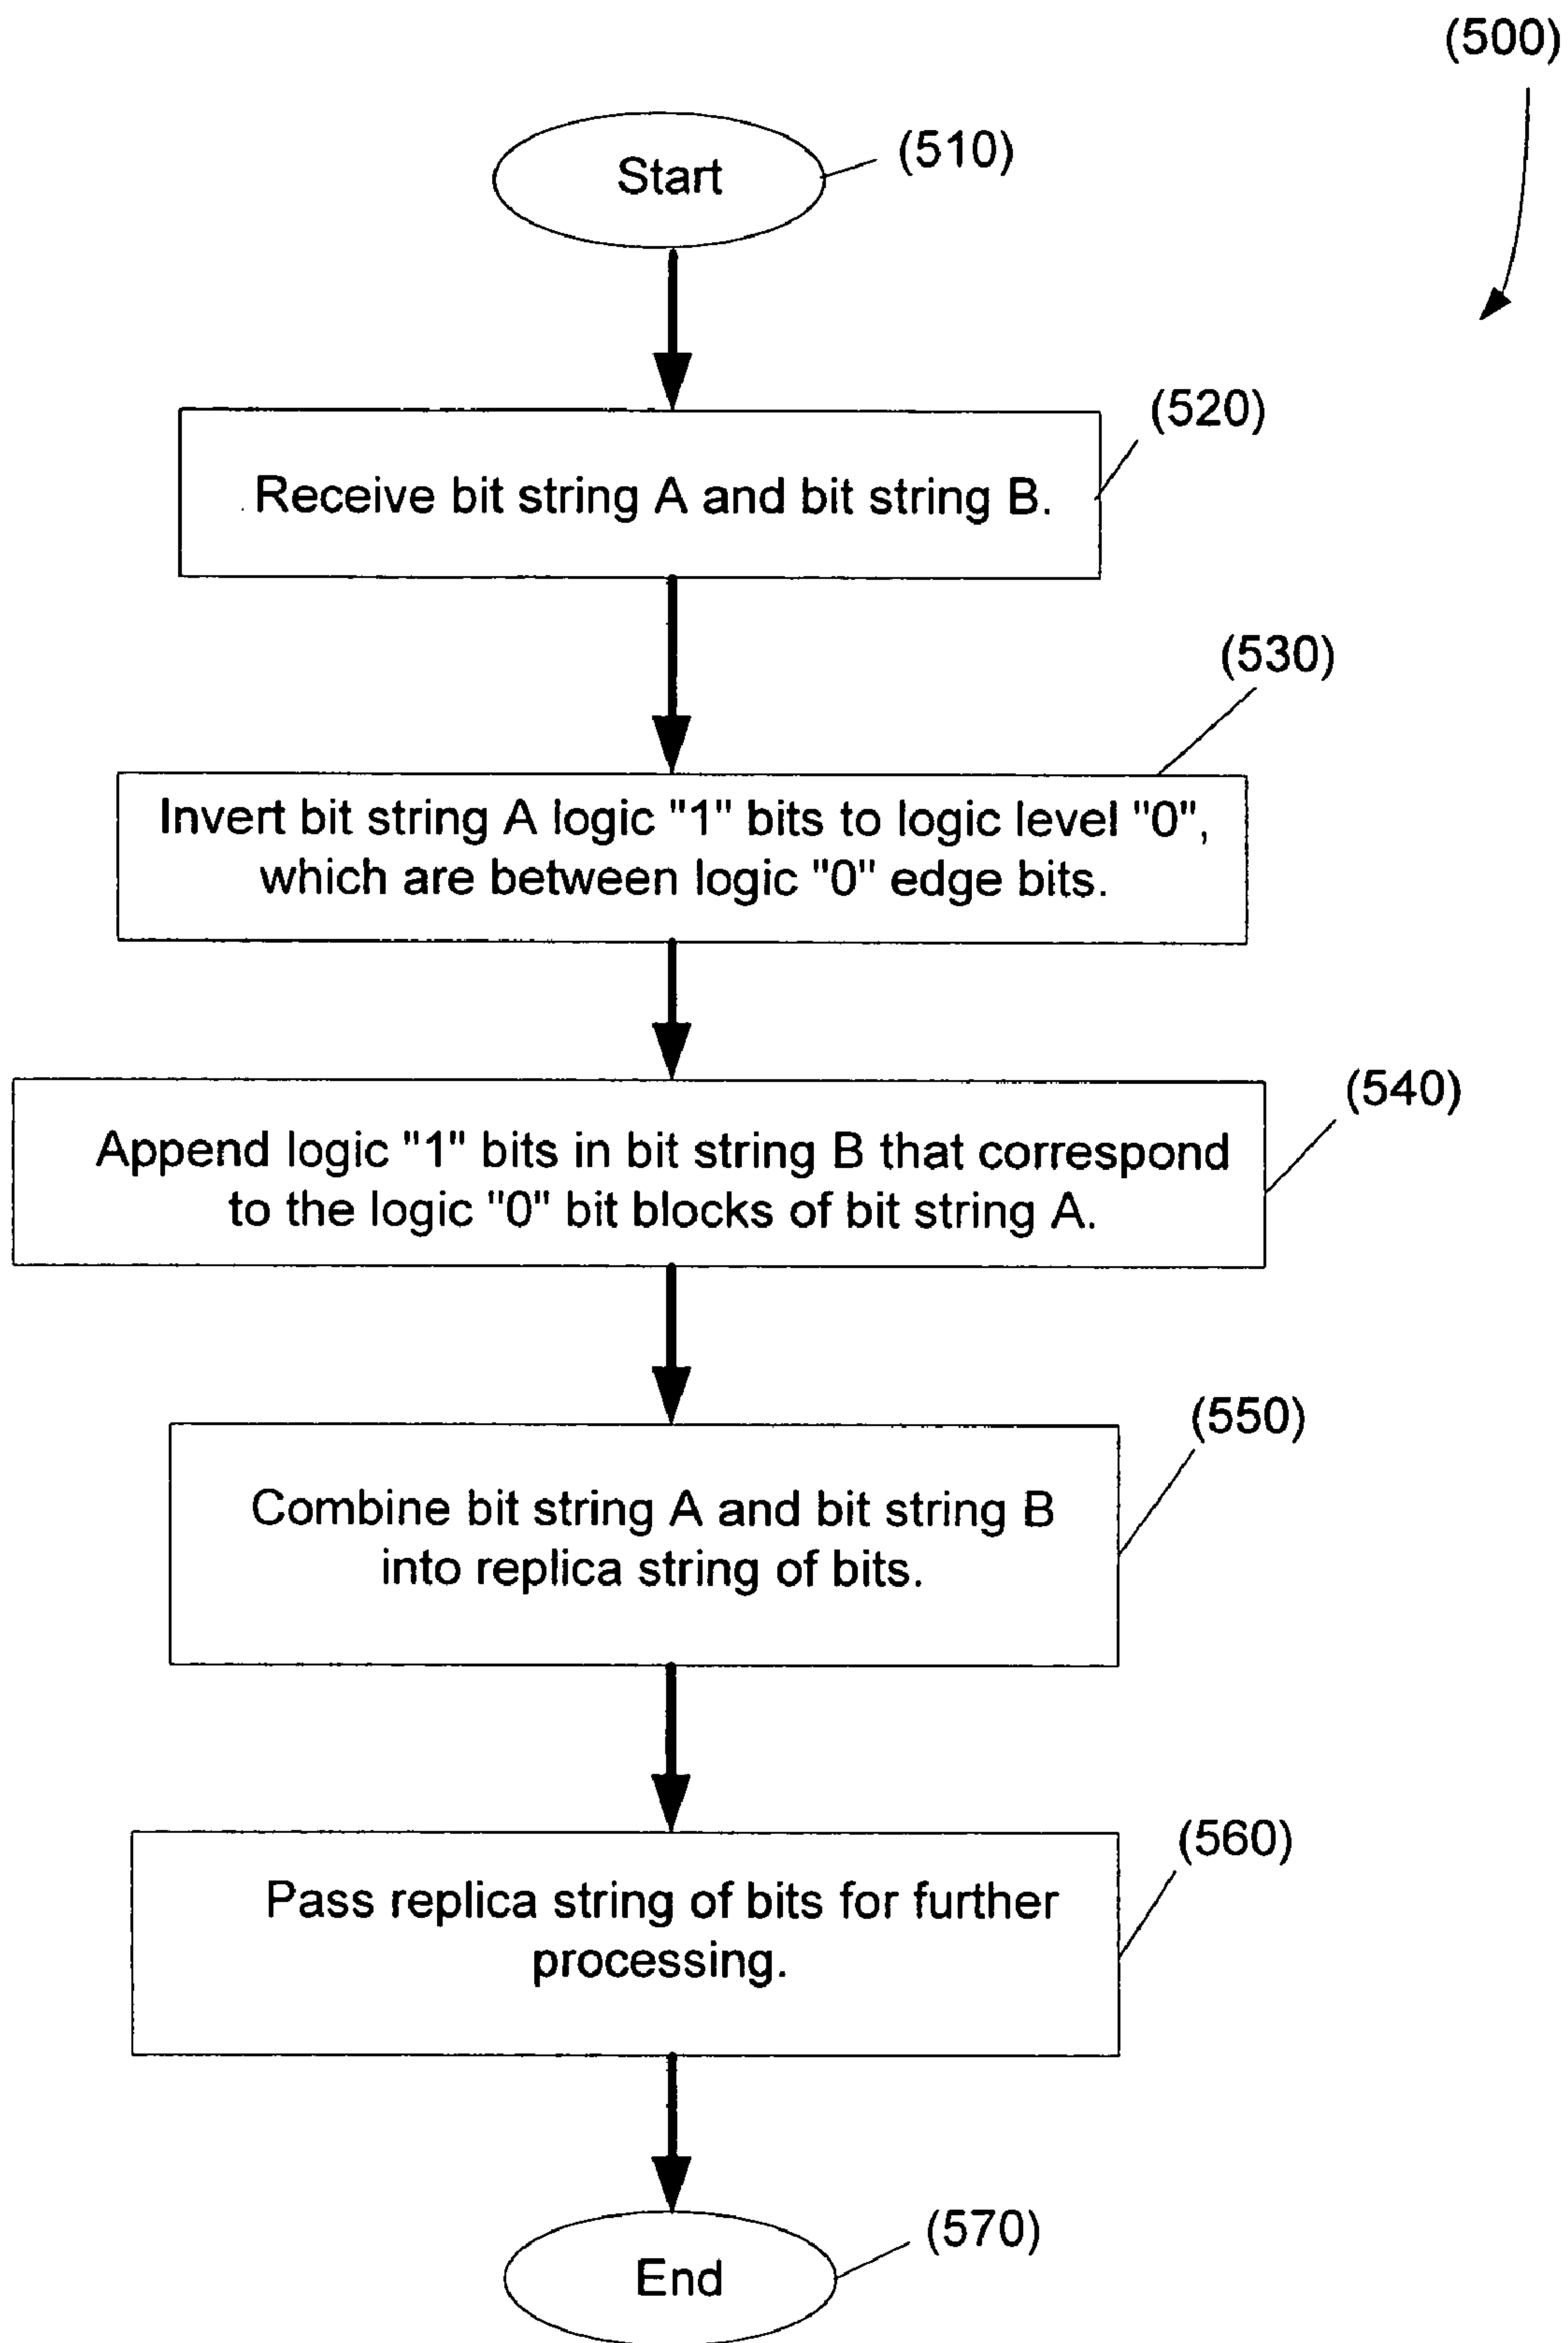 (500)
Start
(510)
(520)
Receive bit string A and bit string B.
(530)
Invert bit string A logic "1" bits to logic level "0",
which are between logic "0" edge bits.
(540)
Append logic "1" bits in bit string B that correspond
to the logic "0" bit blocks of bit string A.
(550)
Combine bit string A and bit string B
into replica string of bits.
(560)
Pass replica string of bits for further
processing.
(570)
End